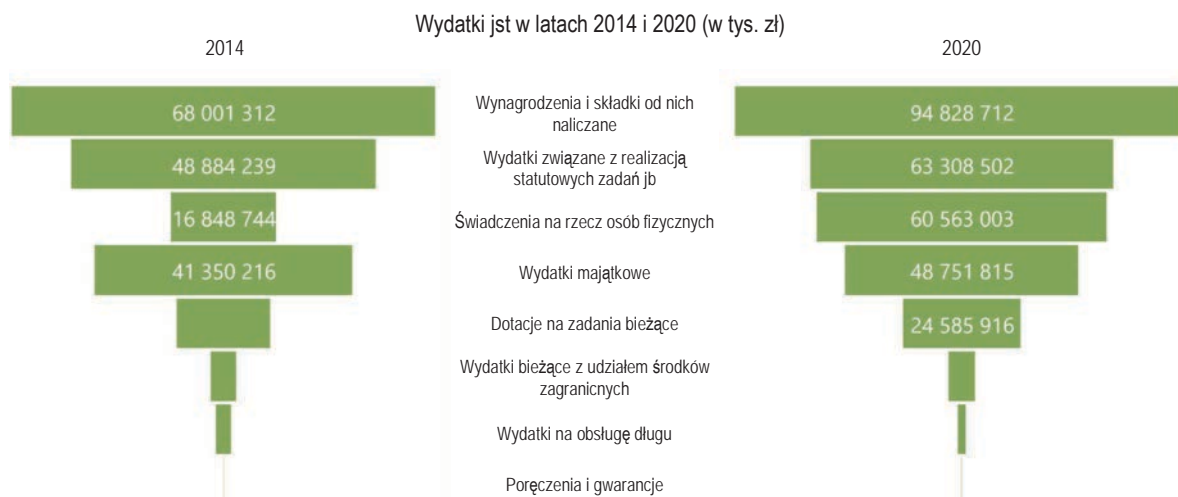 Wydatki jst w latach 2014 i 2020 (w tys. zł)
2014
2020
68 001 312
Wynagrodzenia i składki od nich
naliczane
94 828 712
48 884 239
Wydatki związane z realizacją
statutowych zadań jb
63 308 502
16 848 744
Świadczenia na rzecz osób fizycznych
60 563 003
41 350 216
Wydatki majątkowe
48 751 815
Dotacje na zadania bieżące
24 585 916
Wydatki bieżące z udziałem środków
zagranicnych
Wydatki na obsługę długu
Poręczenia i gwarancje